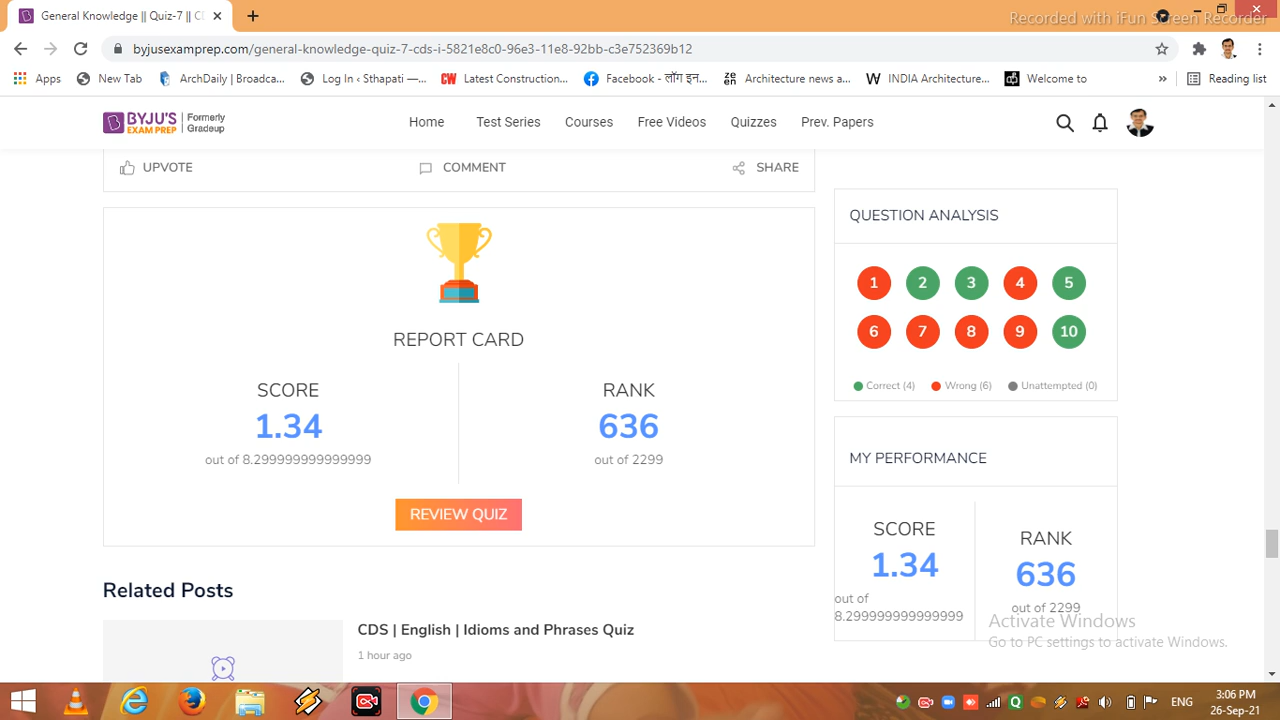 General Knowledge || Quiz-7 || CD
Recorded with iFun Screen Recorder
byjusexamprep.com/general-knowledge-quiz-7-cds-i-5821e8c0-96e3-11e8-92bb-c3e752369b12
Apps New Tab ArchDaily | Broadca... Log In ‹ Sthapati —... CW Latest Construction... Facebook - लॉग इन... zeen Architecture news a... W INDIA Architecture... Welcome to » Reading list
BYJU'S EXAM PREP Formerly Gradeup
Home Test Series Courses Free Videos Quizzes Prev. Papers
UPVOTE COMMENT SHARE
REPORT CARD
SCORE RANK
1.34 636
out of 8.299999999999999 out of 2299
REVIEW QUIZ
QUESTION ANALYSIS
1 2 3 4 5
6 7 8 9 10
Correct (4) Wrong (6) Unattempted (0)
MY PERFORMANCE
SCORE RANK
1.34 636
out of 8.299999999999999 out of 2299
Related Posts
CDS | English | Idioms and Phrases Quiz
1 hour ago
Activate Windows
Go to PC settings to activate Windows.
ENG
3:06 PM
26-Sep-21